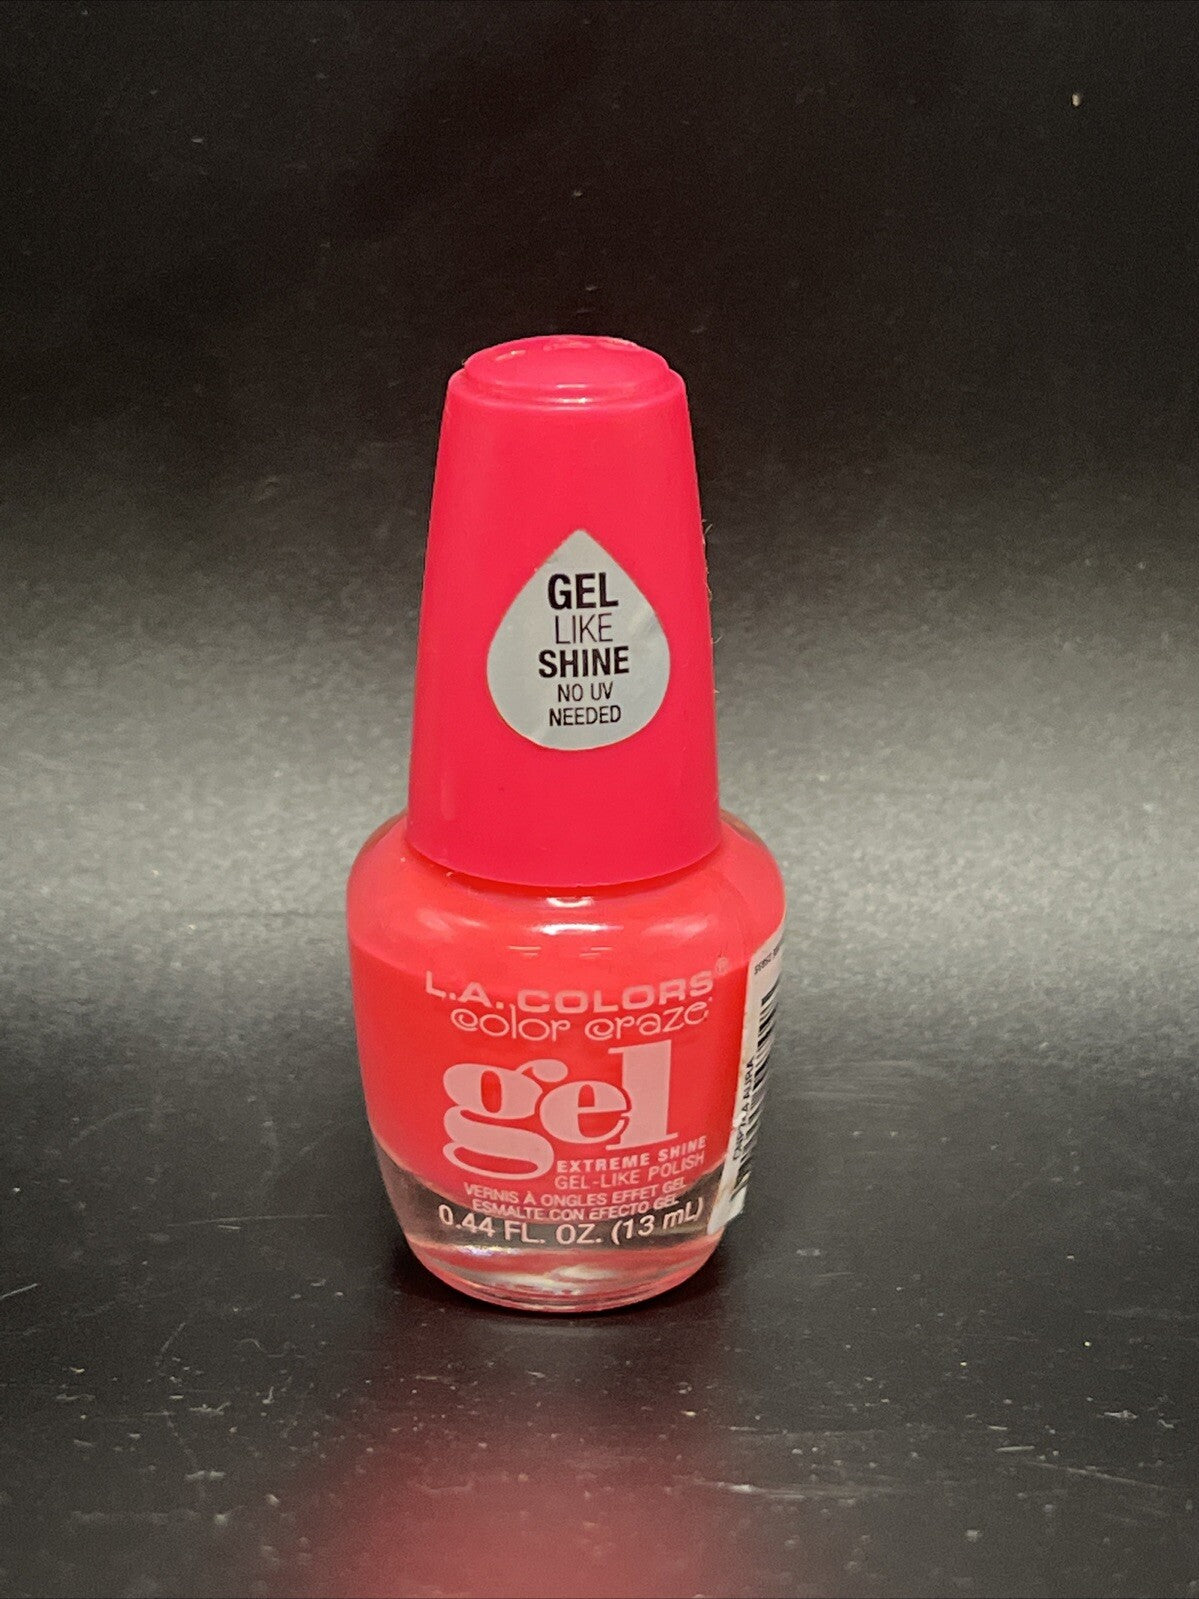 GEL
LIKE
SHINE
NO UV
NEEDED
L.A. COLORS®
color craze
gel
EXTREME SHINE
GEL-LIKE POLISH
VERNIS À ONGLES EFFET GEL
ESMALTE CON EFECTO GEL
0.44 FL. OZ. (13 mL)
AURA